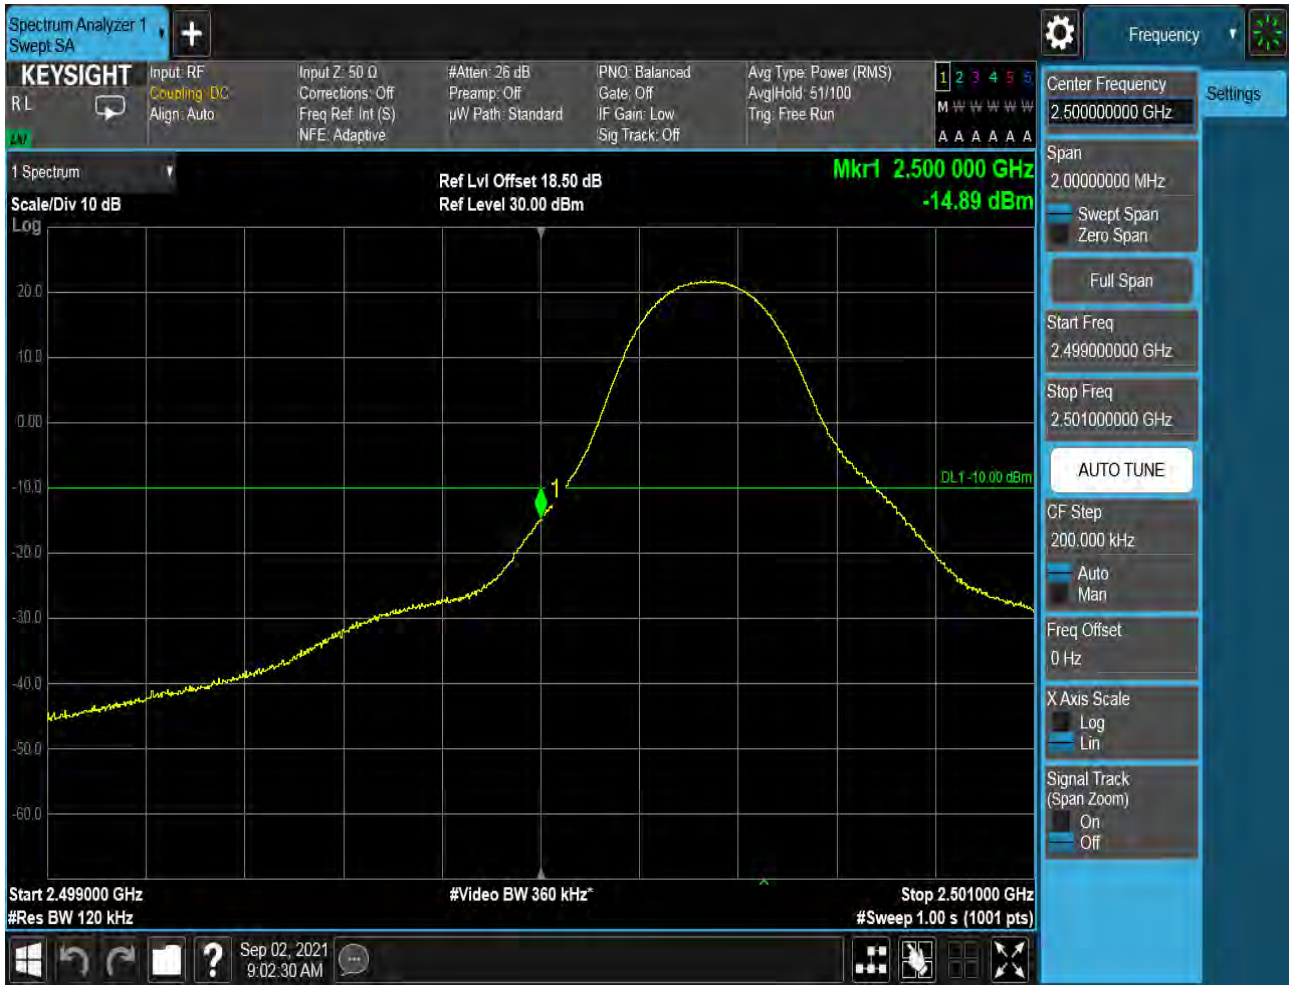 Spectrum Analyzer 1
Swept SA
Frequency
KEYSIGHT
R L
LXI
Input: RF
Coupling: DC
Align: Auto
Input Z: 50 Ω
Corrections: Off
Freq Ref: Int (S)
NFE: Adaptive
#Atten: 26 dB
Preamp: Off
µW Path: Standard
PNO: Balanced
Gate: Off
IF Gain: Low
Sig Track: Off
Avg Type: Power (RMS)
Avg|Hold: 51/100
Trig: Free Run
1 2 3 4 5 6
M W W W W W
A A A A A A
1 Spectrum
Scale/Div 10 dB
Log
Ref Lvl Offset 18.50 dB
Ref Level 30.00 dBm
Mkr1 2.500 000 GHz
-14.89 dBm
20.0
10.0
0.00
-10.0
-20.0
-30.0
-40.0
-50.0
-60.0
1
DL1 -10.00 dBm
Start 2.499000 GHz
#Res BW 120 kHz
#Video BW 360 kHz*
Stop 2.501000 GHz
#Sweep 1.00 s (1001 pts)
Center Frequency
2.500000000 GHz
Settings
Span
2.00000000 MHz
Swept Span
Zero Span
Full Span
Start Freq
2.499000000 GHz
Stop Freq
2.501000000 GHz
AUTO TUNE
CF Step
200.000 kHz
Auto
Man
Freq Offset
0 Hz
X Axis Scale
Log
Lin
Signal Track
(Span Zoom)
On
Off
?
Sep 02, 2021
9:02:30 AM